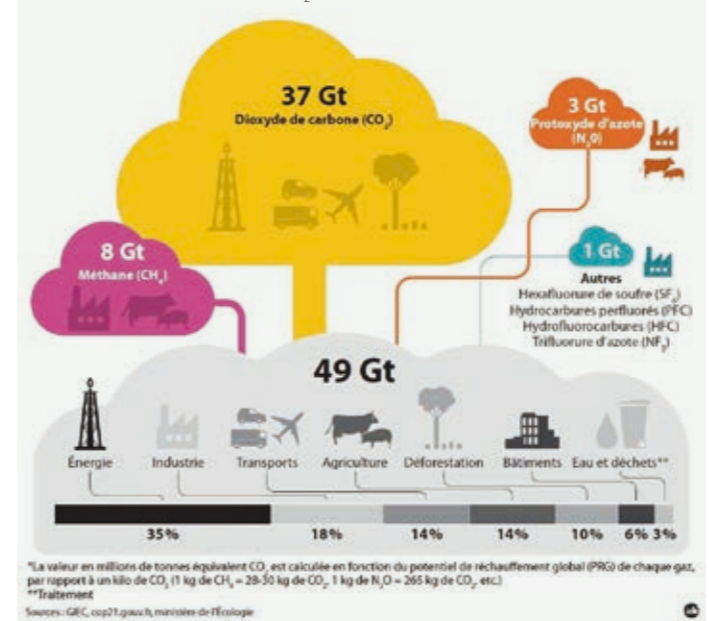 2
37 Gt
Dioxyde de carbone (CO2)
3 Gt
Protoxyde d'azote
(N20)
8 Gt
Méthane (CH4)
1 Gt
Autres
Hexafluorure de soufre (SF6)
Hydrocarbures perfluorés (PFC)
Hydrofluorocarbures (HFC)
Trifluorure d'azote (NF3)
49 Gt
Énergie Industrie Transports Agriculture Déforestation Bâtiments Eau et déchets**
35% 18% 14% 14% 10% 6% 3%
*La valeur en millions de tonnes équivalent CO2 est calculée en fonction du potentiel de réchauffement global (PRG) de chaque gaz,
par rapport à un kilo de CO2 (1 kg de CH4 = 28-30 kg de CO2, 1 kg de N2O = 265 kg de CO2, etc.)
**Traitement
Sources : GIEC, cop21.gouv.fr, ministère de l'Écologie